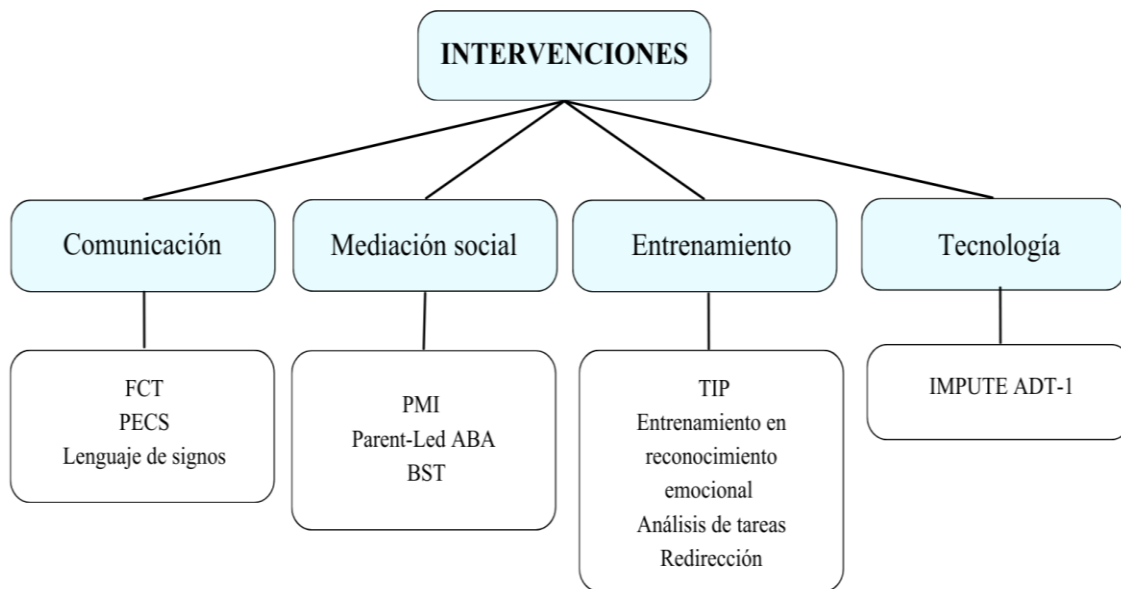 INTERVENCIONES
Comunicación
Mediación social
Entrenamiento
Tecnología
FCT
PECS
Lenguaje de signos
PMI
Parent-Led ABA
BST
TIP
Entrenamiento en
reconocimiento
emocional
Análisis de tareas
Redirección
IMPUTE ADT-1